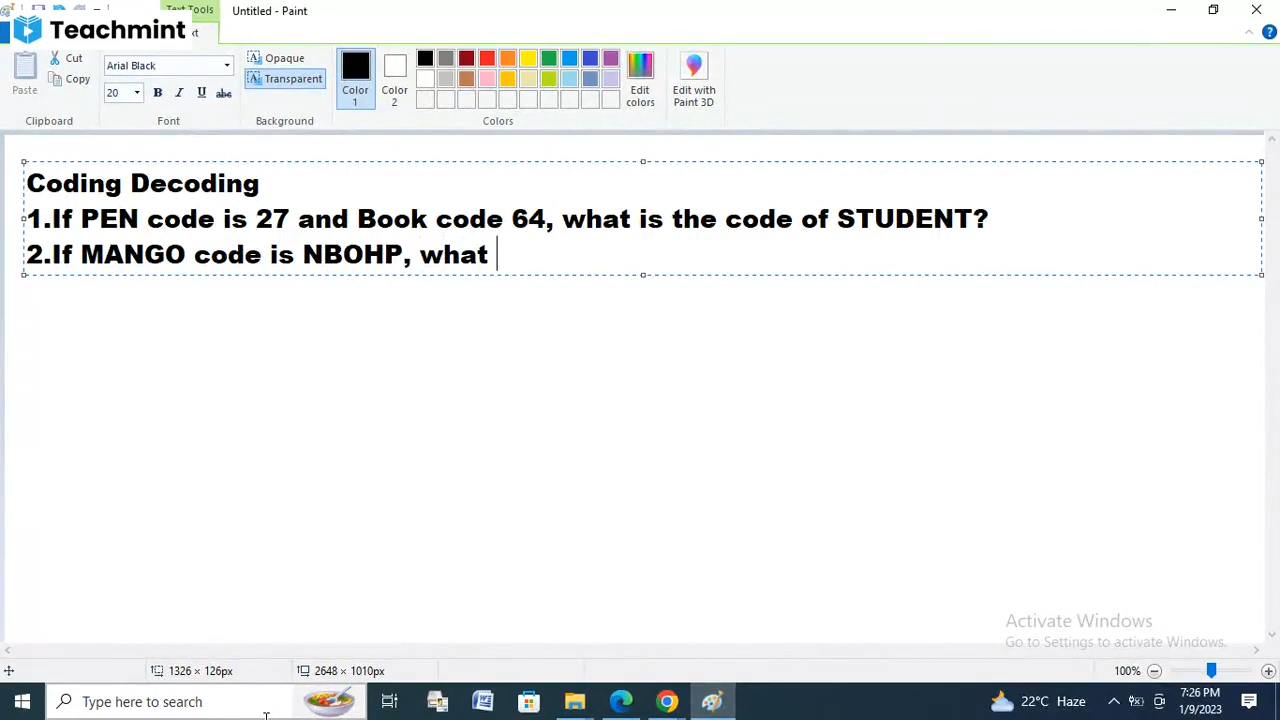 Text Tools
Untitled - Paint
Teachmint
Cut
Copy
Paste
Clipboard
Arial Black
20
B I U abc
Font
Opaque
Transparent
Background
Color 1
Color 2
Edit colors
Edit with Paint 3D
Colors
Coding Decoding
1.If PEN code is 27 and Book code 64, what is the code of STUDENT?
2.If MANGO code is NBOHP, what
Activate Windows
Go to Settings to activate Windows.
1326 × 126px
2648 × 1010px
100%
Type here to search
22°C Haze
7:26 PM
1/9/2023